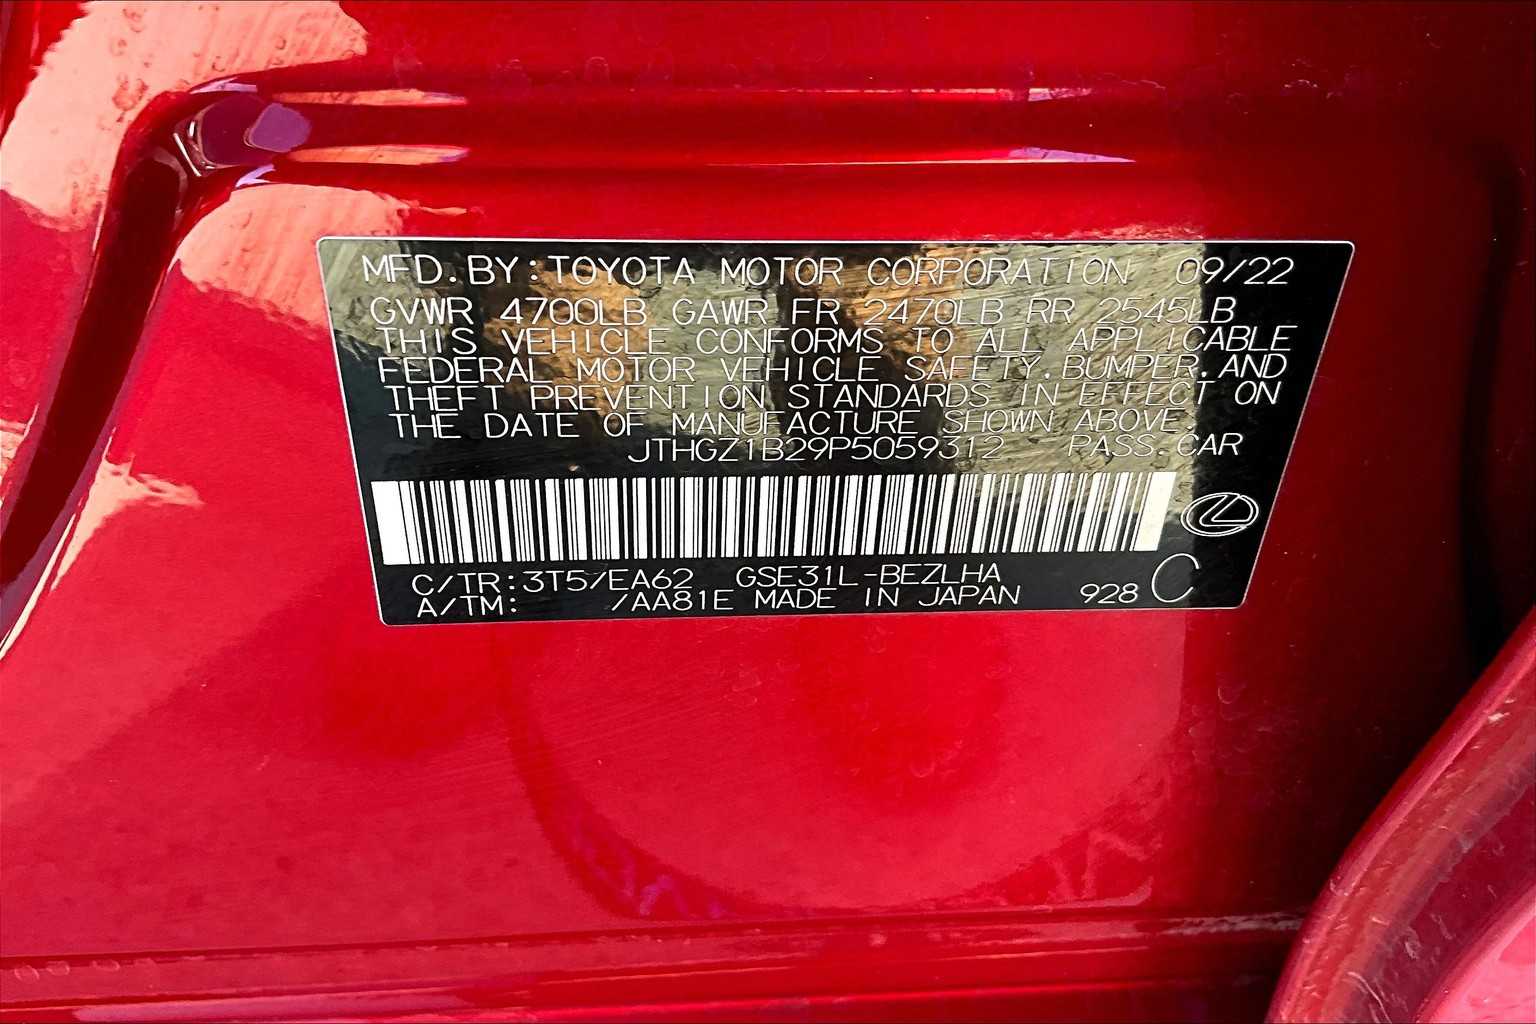 MFD.BY:TOYOTA MOTOR CORPORATION 09/22
GVWR 4700LB GAWR FR 2470LB RR 2545LB
THIS VEHICLE CONFORMS TO ALL APPLICABLE
FEDERAL MOTOR VEHICLE SAFETY,BUMPER,AND
THEFT PREVENTION STANDARDS IN EFFECT ON
THE DATE OF MANUFACTURE SHOWN ABOVE.
JTHGZ1B29P5059312 PASS.CAR
C/TR:3T5/EA62 GSE31L-BEZLHA
A/TM: /AA81E MADE IN JAPAN 928 C